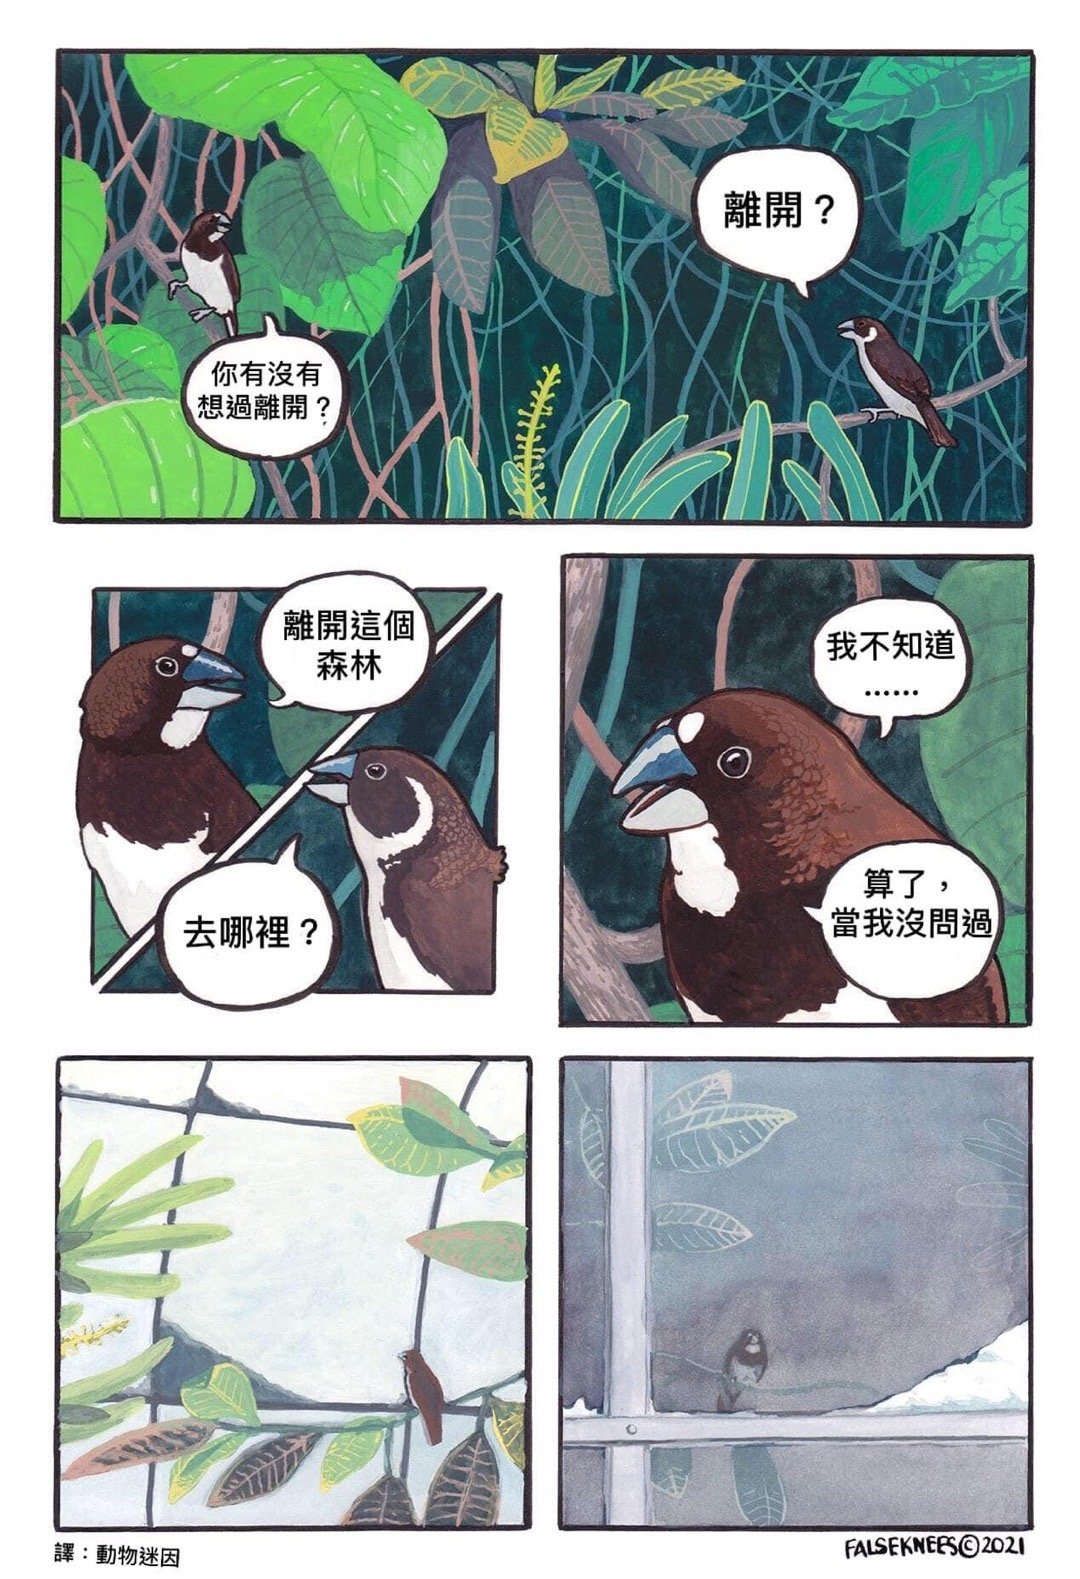 你有沒有
想過離開？
離開？
離開這個
森林
去哪裡？
我不知道
……
算了，
當我沒問過
譯：動物迷因
FALSEKNEES©2021